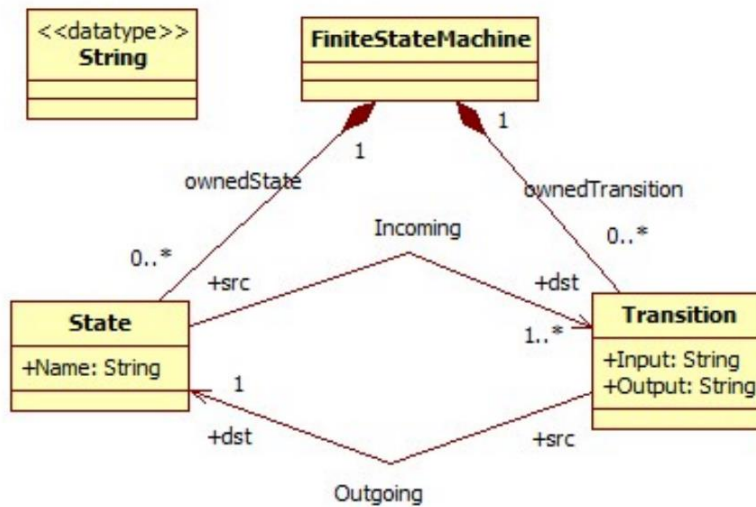 <<datatype>>
String
FiniteStateMachine
1
1
ownedState
ownedTransition
Incoming
0..*
0..*
+src
+dst
State
Transition
1..*
+Name: String
+Input: String
+Output: String
1
+dst
+src
Outgoing